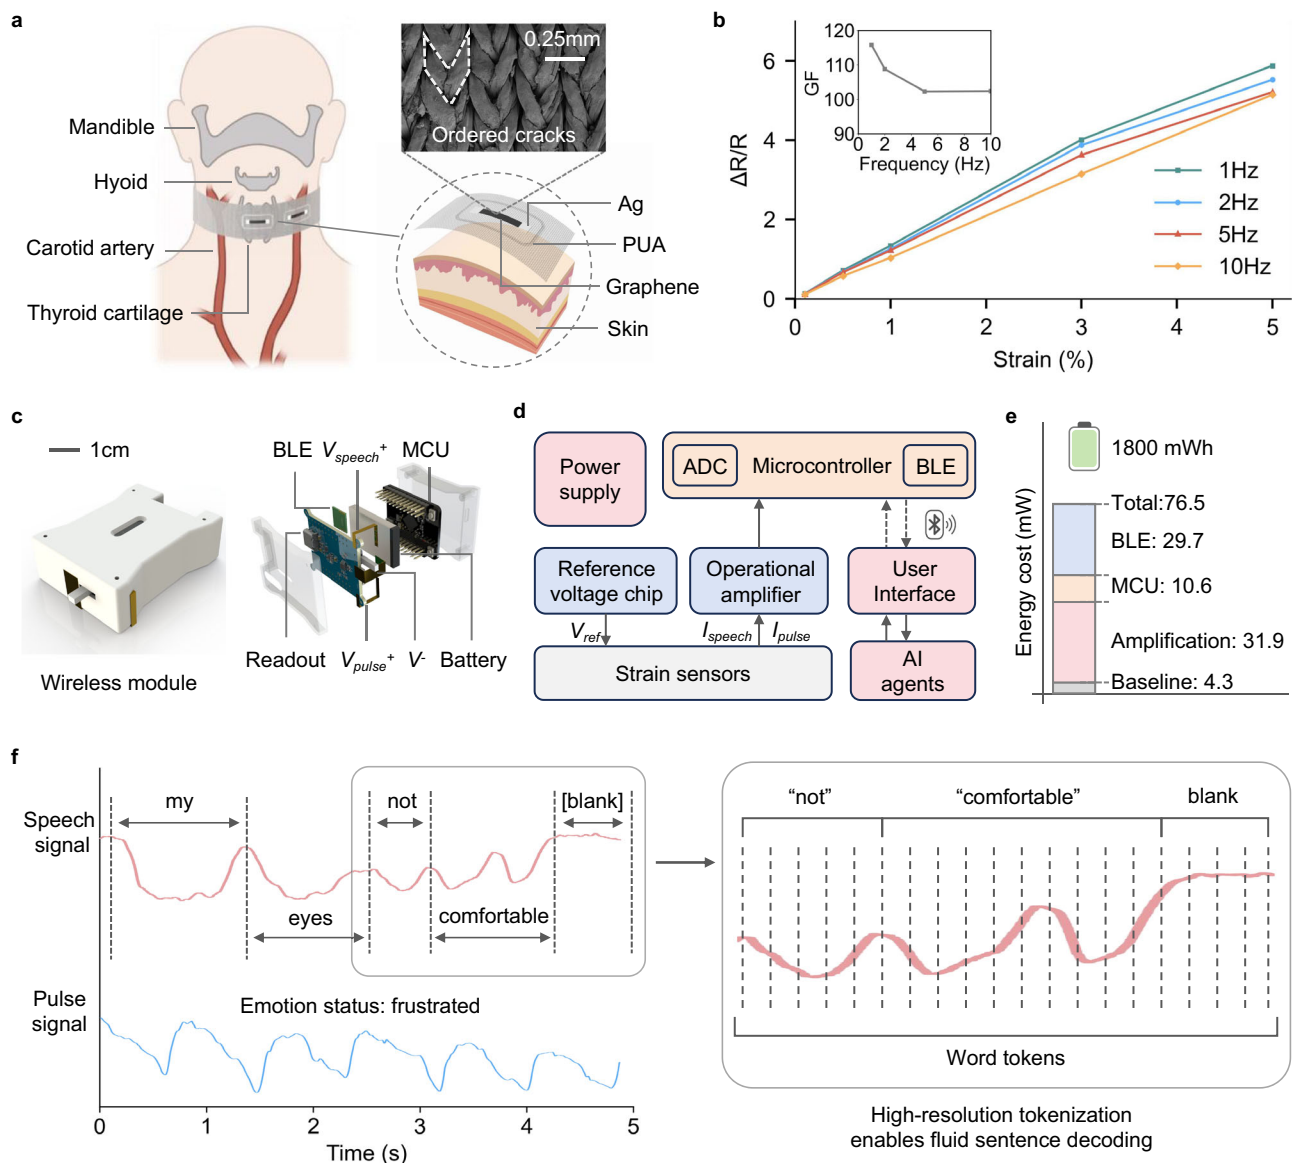 a
Mandible
Hyoid
Carotid artery
Thyroid cartilage
0.25mm
Ordered cracks
Ag
PUA
Graphene
Skin
b
ΔR/R
6
4
2
0
0
1
2
3
4
5
Strain (%)
GF
120
110
100
90
0 2 4 6 8 10
Frequency (Hz)
1Hz
2Hz
5Hz
10Hz
c
1cm
Wireless module
BLE Vspeech+ MCU
Readout Vpulse+ V- Battery
d
Power
supply
ADC Microcontroller BLE
Reference
voltage chip
Operational
amplifier
User
Interface
Vref
Ispeech Ipulse
Strain sensors
AI
agents
e
Energy cost (mW)
1800 mWh
Total:76.5
BLE: 29.7
MCU: 10.6
Amplification: 31.9
Baseline: 4.3
f
Speech
signal
my
eyes
not
comfortable
[blank]
Pulse
signal
Emotion status: frustrated
0 1 2 3 4 5
Time (s)
“not” “comfortable” blank
Word tokens
High-resolution tokenization
enables fluid sentence decoding